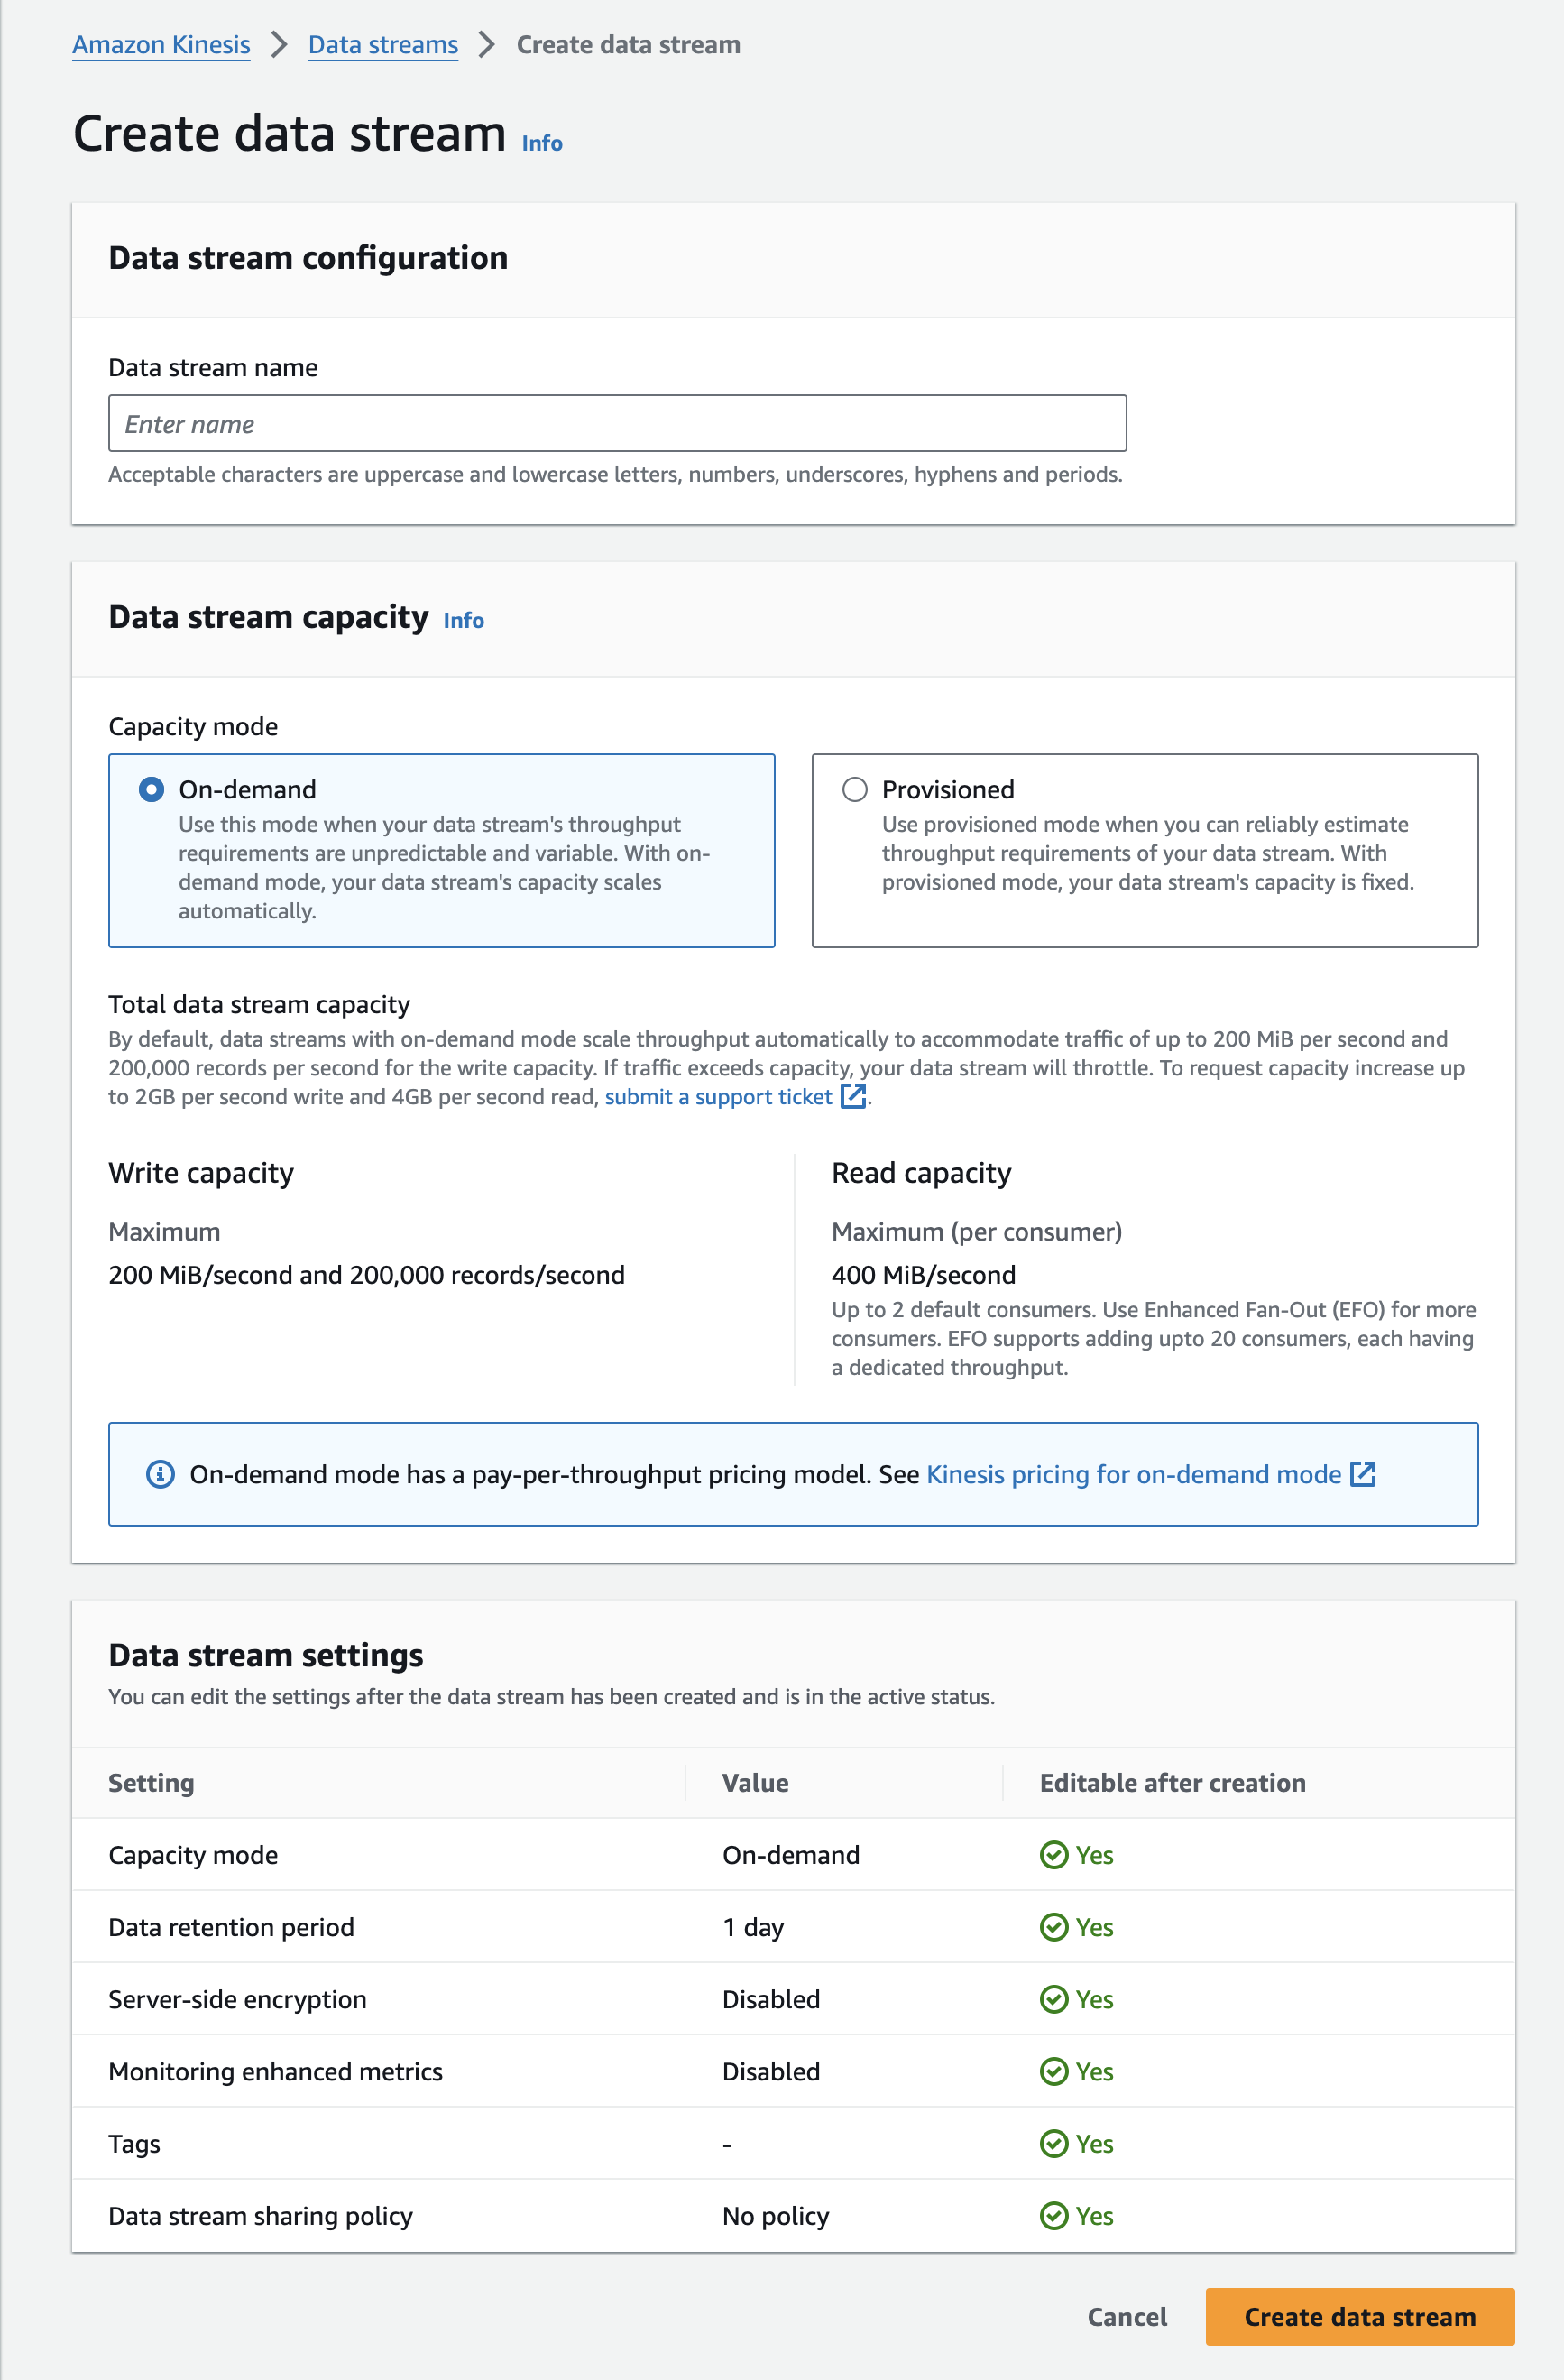 Amazon Kinesis > Data streams > Create data stream
Create data stream Info
Data stream configuration
Data stream name
Enter name
Acceptable characters are uppercase and lowercase letters, numbers, underscores, hyphens and periods.
Data stream capacity Info
Capacity mode
On-demand
Use this mode when your data stream's throughput
requirements are unpredictable and variable. With on-
demand mode, your data stream's capacity scales
automatically.
Provisioned
Use provisioned mode when you can reliably estimate
throughput requirements of your data stream. With
provisioned mode, your data stream's capacity is fixed.
Total data stream capacity
By default, data streams with on-demand mode scale throughput automatically to accommodate traffic of up to 200 MiB per second and
200,000 records per second for the write capacity. If traffic exceeds capacity, your data stream will throttle. To request capacity increase up
to 2GB per second write and 4GB per second read, submit a support ticket.
Write capacity
Maximum
200 MiB/second and 200,000 records/second
Read capacity
Maximum (per consumer)
400 MiB/second
Up to 2 default consumers. Use Enhanced Fan-Out (EFO) for more
consumers. EFO supports adding upto 20 consumers, each having
a dedicated throughput.
On-demand mode has a pay-per-throughput pricing model. See Kinesis pricing for on-demand mode
Data stream settings
You can edit the settings after the data stream has been created and is in the active status.
Setting Value Editable after creation
Capacity mode On-demand Yes
Data retention period 1 day Yes
Server-side encryption Disabled Yes
Monitoring enhanced metrics Disabled Yes
Tags - Yes
Data stream sharing policy No policy Yes
Cancel Create data stream